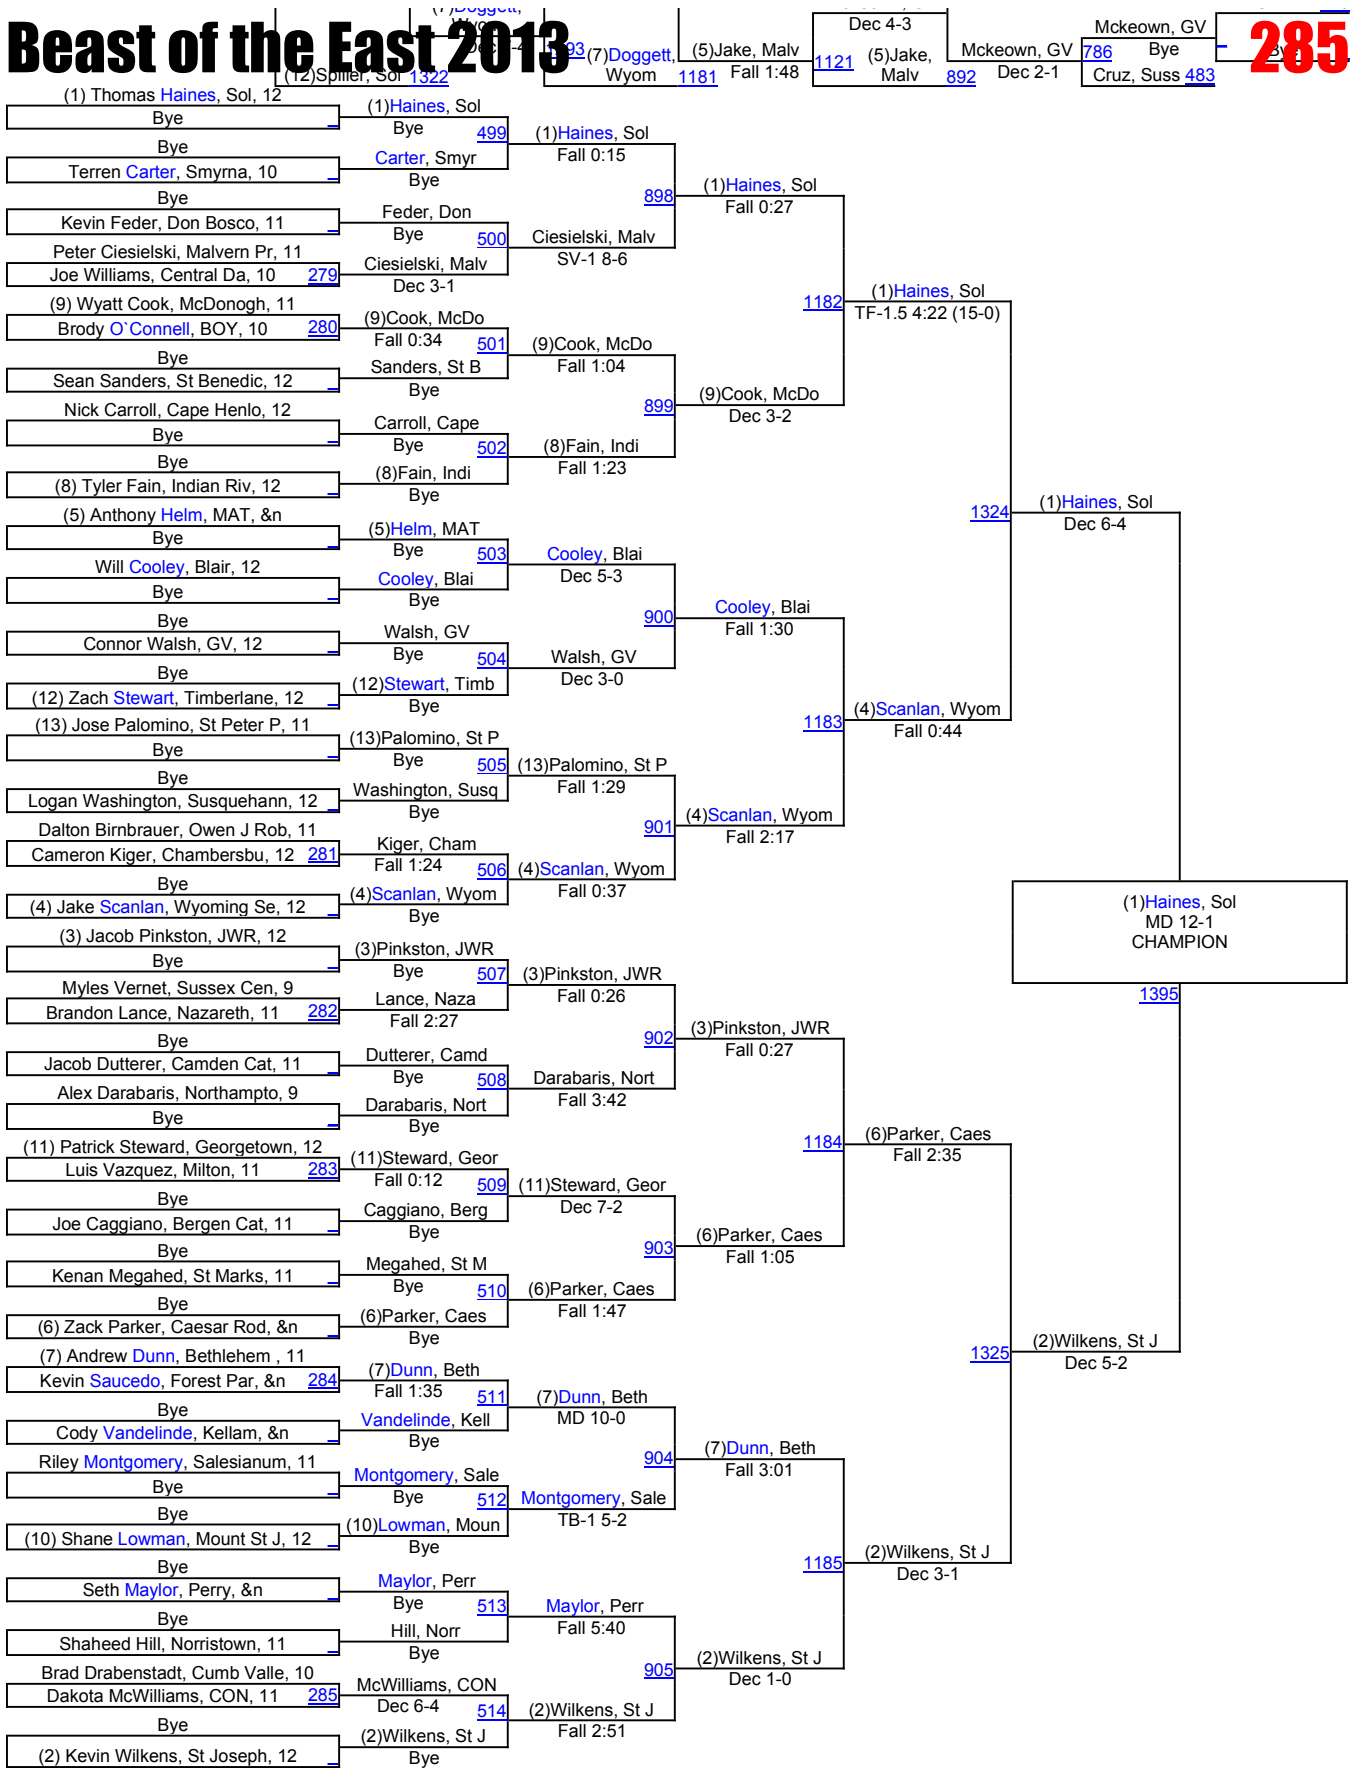 Beast of the East 2013
285
(7)Doggett,
Dec 4-3
Mckeown, GV
(7)Doggett,
(5)Jake, Malv
(5)Jake,
Mckeown, GV
786
Bye
(12)Spiller, Sol
1322
Wyom
1181
Fall 1:48
1121
Malv
892
Dec 2-1
Cruz, Suss
483
(1) Thomas Haines, Sol, 12
Bye
Bye
Terren Carter, Smyrna, 10
Bye
Kevin Feder, Don Bosco, 11
Peter Ciesielski, Malvern Pr, 11
Joe Williams, Central Da, 10
279
(9) Wyatt Cook, McDonogh, 11
Brody O`Connell, BOY, 10
280
Bye
Sean Sanders, St Benedic, 12
Nick Carroll, Cape Henlo, 12
Bye
Bye
(8) Tyler Fain, Indian Riv, 12
(5) Anthony Helm, MAT, &n
Bye
Will Cooley, Blair, 12
Bye
Bye
Connor Walsh, GV, 12
Bye
(12) Zach Stewart, Timberlane, 12
(13) Jose Palomino, St Peter P, 11
Bye
Bye
Logan Washington, Susquehann, 12
Dalton Birnbrauer, Owen J Rob, 11
Cameron Kiger, Chambersbu, 12
281
Bye
(4) Jake Scanlan, Wyoming Se, 12
(3) Jacob Pinkston, JWR, 12
Bye
Myles Vernet, Sussex Cen, 9
Brandon Lance, Nazareth, 11
282
Bye
Jacob Dutterer, Camden Cat, 11
Alex Darabaris, Northampto, 9
Bye
(11) Patrick Steward, Georgetown, 12
Luis Vazquez, Milton, 11
283
Bye
Joe Caggiano, Bergen Cat, 11
Bye
Kenan Megahed, St Marks, 11
Bye
(6) Zack Parker, Caesar Rod, &n
(7) Andrew Dunn, Bethlehem , 11
Kevin Saucedo, Forest Par, &n
284
Bye
Cody Vandelinde, Kellam, &n
Riley Montgomery, Salesianum, 11
Bye
Bye
(10) Shane Lowman, Mount St J, 12
Bye
Seth Maylor, Perry, &n
Bye
Shaheed Hill, Norristown, 11
Brad Drabenstadt, Cumb Valle, 10
Dakota McWilliams, CON, 11
285
Bye
(2) Kevin Wilkens, St Joseph, 12
(1)Haines, Sol
Bye
499
Carter, Smyr
Bye
Feder, Don
Bye
500
Ciesielski, Malv
Dec 3-1
(9)Cook, McDo
Fall 0:34
501
Sanders, St B
Bye
Carroll, Cape
Bye
502
(8)Fain, Indi
Bye
(5)Helm, MAT
Bye
503
Cooley, Blai
Bye
Walsh, GV
Bye
504
(12)Stewart, Timb
Bye
(13)Palomino, St P
Bye
505
Washington, Susq
Bye
Kiger, Cham
Fall 1:24
506
(4)Scanlan, Wyom
Bye
(3)Pinkston, JWR
Bye
507
Lance, Naza
Fall 2:27
Dutterer, Camd
Bye
508
Darabaris, Nort
Bye
(11)Steward, Geor
Fall 0:12
509
Caggiano, Berg
Bye
Megahed, St M
Bye
510
(6)Parker, Caes
Bye
(7)Dunn, Beth
Fall 1:35
511
Vandelinde, Kell
Bye
Montgomery, Sale
Bye
512
(10)Lowman, Moun
Bye
Maylor, Perr
Bye
513
Hill, Norr
Bye
McWilliams, CON
Dec 6-4
514
(2)Wilkens, St J
Bye
(1)Haines, Sol
Fall 0:15
898
Ciesielski, Malv
SV-1 8-6
(9)Cook, McDo
Fall 1:04
899
(8)Fain, Indi
Fall 1:23
Cooley, Blai
Dec 5-3
900
Walsh, GV
Dec 3-0
(13)Palomino, St P
Fall 1:29
901
(4)Scanlan, Wyom
Fall 0:37
(3)Pinkston, JWR
Fall 0:26
902
Darabaris, Nort
Fall 3:42
(11)Steward, Geor
Dec 7-2
903
(6)Parker, Caes
Fall 1:47
(7)Dunn, Beth
MD 10-0
904
Montgomery, Sale
TB-1 5-2
Maylor, Perr
Fall 5:40
905
(2)Wilkens, St J
Fall 2:51
(1)Haines, Sol
Fall 0:27
1182
(9)Cook, McDo
Dec 3-2
Cooley, Blai
Fall 1:30
1183
(4)Scanlan, Wyom
Fall 2:17
(3)Pinkston, JWR
Fall 0:27
1184
(6)Parker, Caes
Fall 1:05
(7)Dunn, Beth
Fall 3:01
1185
(2)Wilkens, St J
Dec 1-0
(1)Haines, Sol
TF-1.5 4:22 (15-0)
1324
(4)Scanlan, Wyom
Fall 0:44
(6)Parker, Caes
Fall 2:35
1325
(2)Wilkens, St J
Dec 3-1
(1)Haines, Sol
Dec 6-4
(2)Wilkens, St J
Dec 5-2
(1)Haines, Sol
MD 12-1
CHAMPION
1395